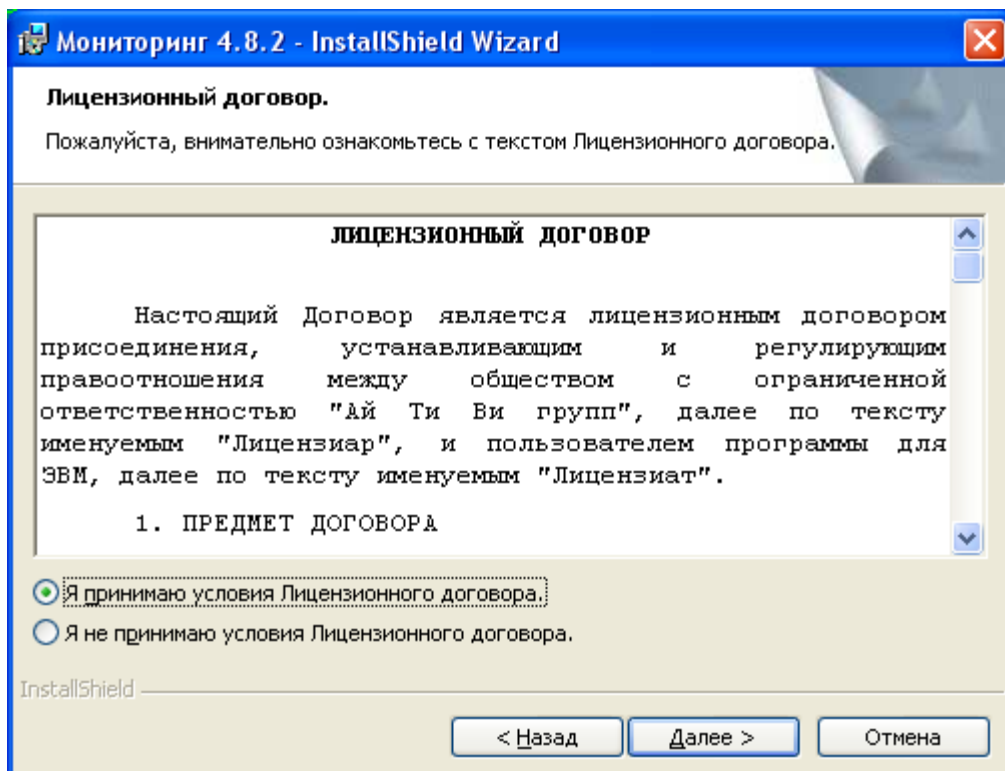 Мониторинг 4.8.2 - InstallShield Wizard
Лицензионный договор.
Пожалуйста, внимательно ознакомьтесь с текстом Лицензионного договора.
ЛИЦЕНЗИОННЫЙ ДОГОВОР
Настоящий Договор является лицензионным договором
присоединения, устанавливающим и регулирующим
правоотношения между обществом с ограниченной
ответственностью "Ай Ти Ви групп", далее по тексту
именуемым "Лицензиар", и пользователем программы для
ЭВМ, далее по тексту именуемым "Лицензиат".
1. ПРЕДМЕТ ДОГОВОРА
Я принимаю условия Лицензионного договора.
Я не принимаю условия Лицензионного договора.
InstallShield
< Назад Далее > Отмена